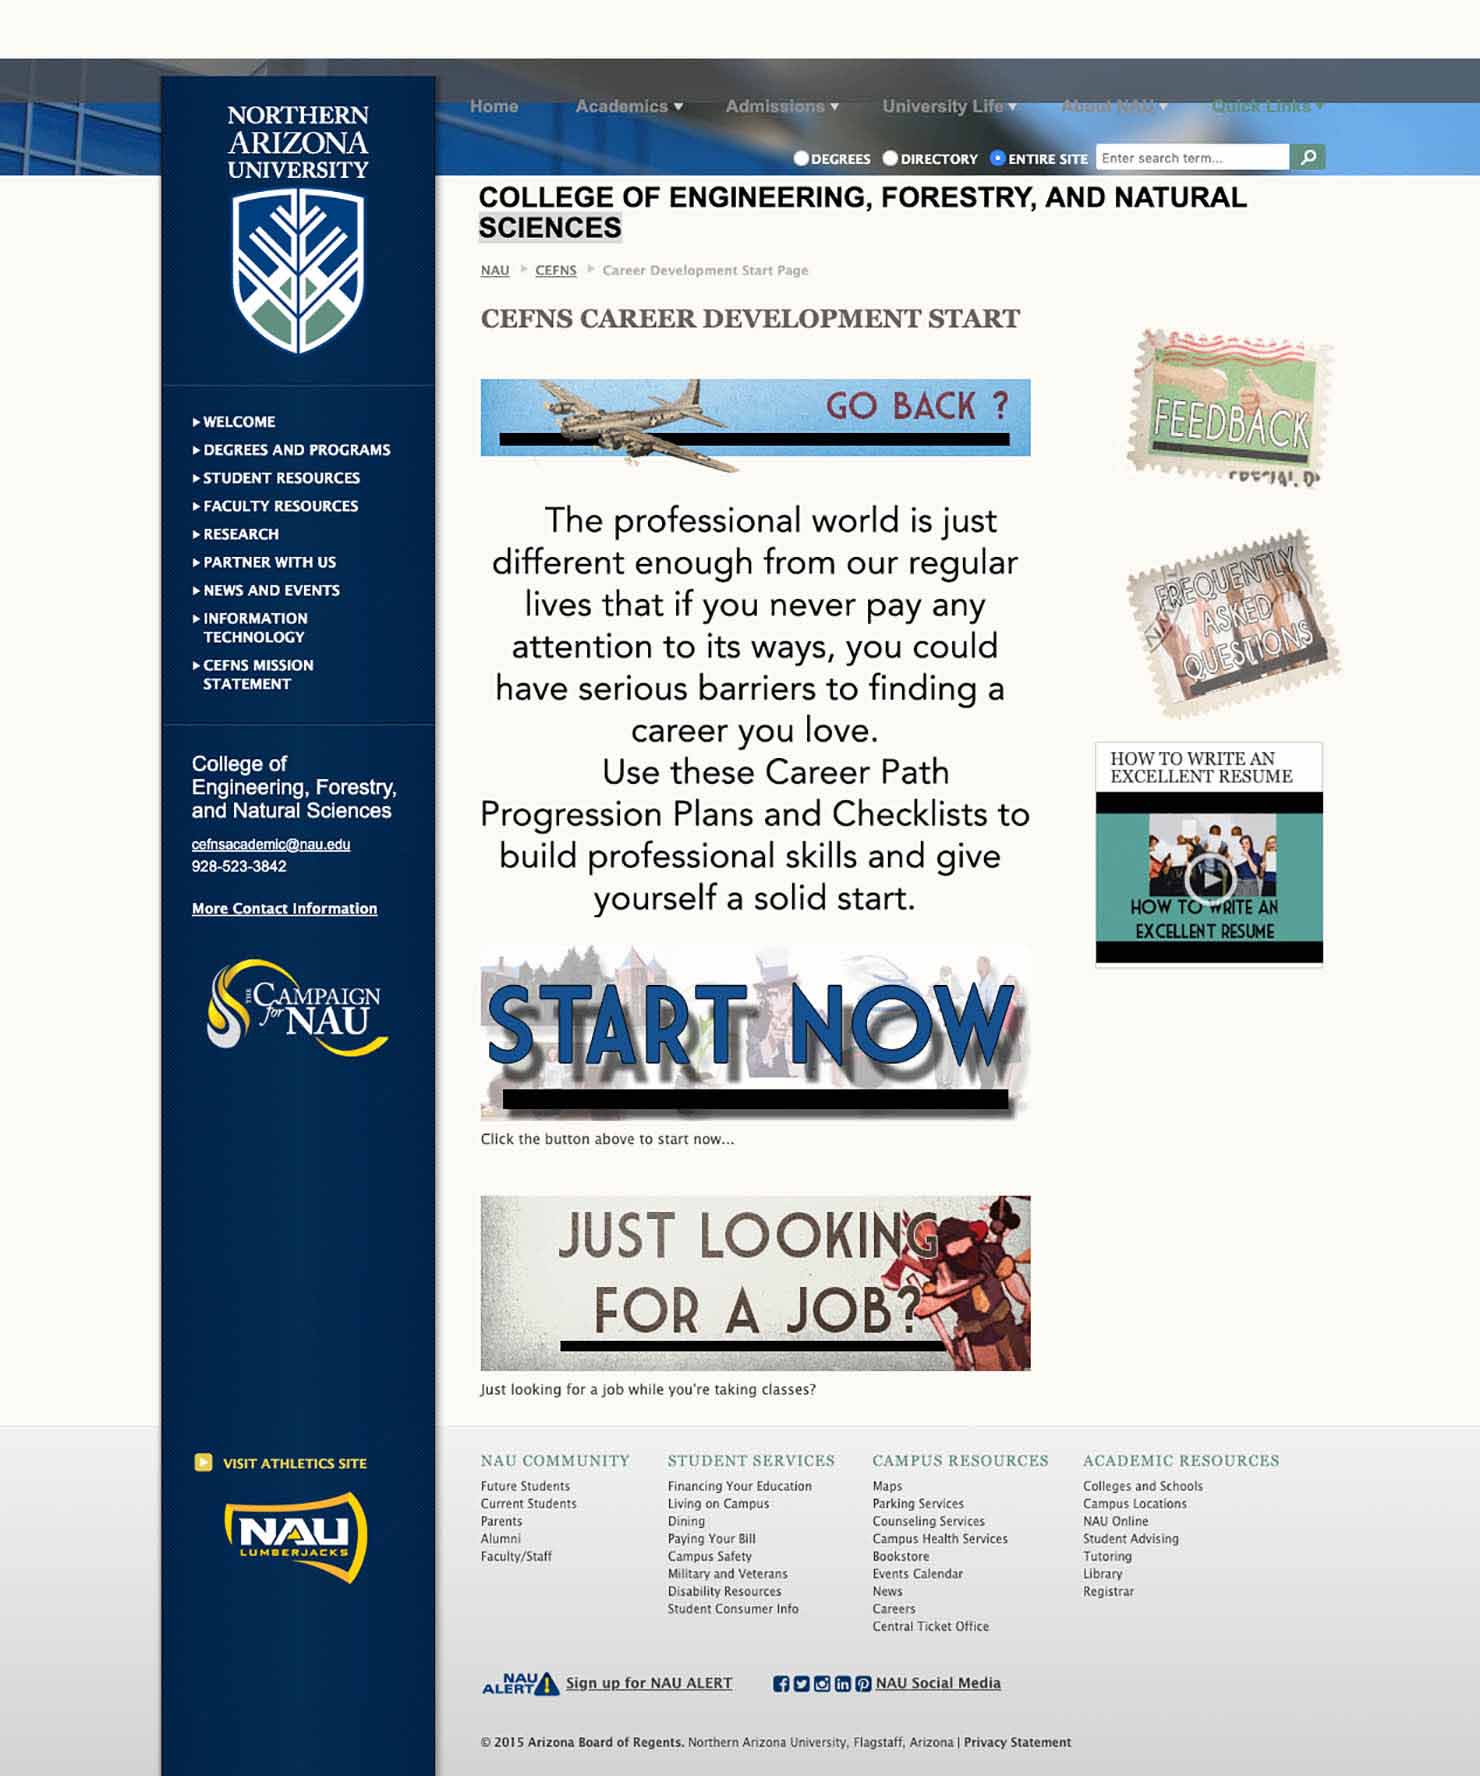 Home
Academics
Admissions
University Life
About NAU
Quick Links
NORTHERN
ARIZONA
UNIVERSITY
DEGREES
DIRECTORY
ENTIRE SITE
Enter search term...
COLLEGE OF ENGINEERING, FORESTRY, AND NATURAL
SCIENCES
NAU
CEFNS
Career Development Start Page
CEFNS CAREER DEVELOPMENT START
GO BACK ?
The professional world is just
different enough from our regular
lives that if you never pay any
attention to its ways, you could
have serious barriers to finding a
career you love.
Use these Career Path
Progression Plans and Checklists to
build professional skills and give
yourself a solid start.
START NOW
Click the button above to start now...
JUST LOOKING
FOR A JOB?
Just looking for a job while you're taking classes?
FEEDBACK
FREQUENTLY
ASKED
QUESTIONS
HOW TO WRITE AN
EXCELLENT RESUME
HOW TO WRITE AN
EXCELLENT RESUME
WELCOME
DEGREES AND PROGRAMS
STUDENT RESOURCES
FACULTY RESOURCES
RESEARCH
PARTNER WITH US
NEWS AND EVENTS
INFORMATION
TECHNOLOGY
CEFNS MISSION
STATEMENT
College of
Engineering, Forestry,
and Natural Sciences
cefnsacademic@nau.edu
928-523-3842
More Contact Information
THE CAMPAIGN
for NAU
VISIT ATHLETICS SITE
NAU
LUMBERJACKS
NAU COMMUNITY
Future Students
Current Students
Parents
Alumni
Faculty/Staff
STUDENT SERVICES
Financing Your Education
Living on Campus
Dining
Paying Your Bill
Campus Safety
Military and Veterans
Disability Resources
Student Consumer Info
CAMPUS RESOURCES
Maps
Parking Services
Counseling Services
Campus Health Services
Bookstore
Events Calendar
News
Careers
Central Ticket Office
ACADEMIC RESOURCES
Colleges and Schools
Campus Locations
NAU Online
Student Advising
Tutoring
Library
Registrar
NAU
ALERT
Sign up for NAU ALERT
NAU Social Media
© 2015 Arizona Board of Regents. Northern Arizona University, Flagstaff, Arizona | Privacy Statement